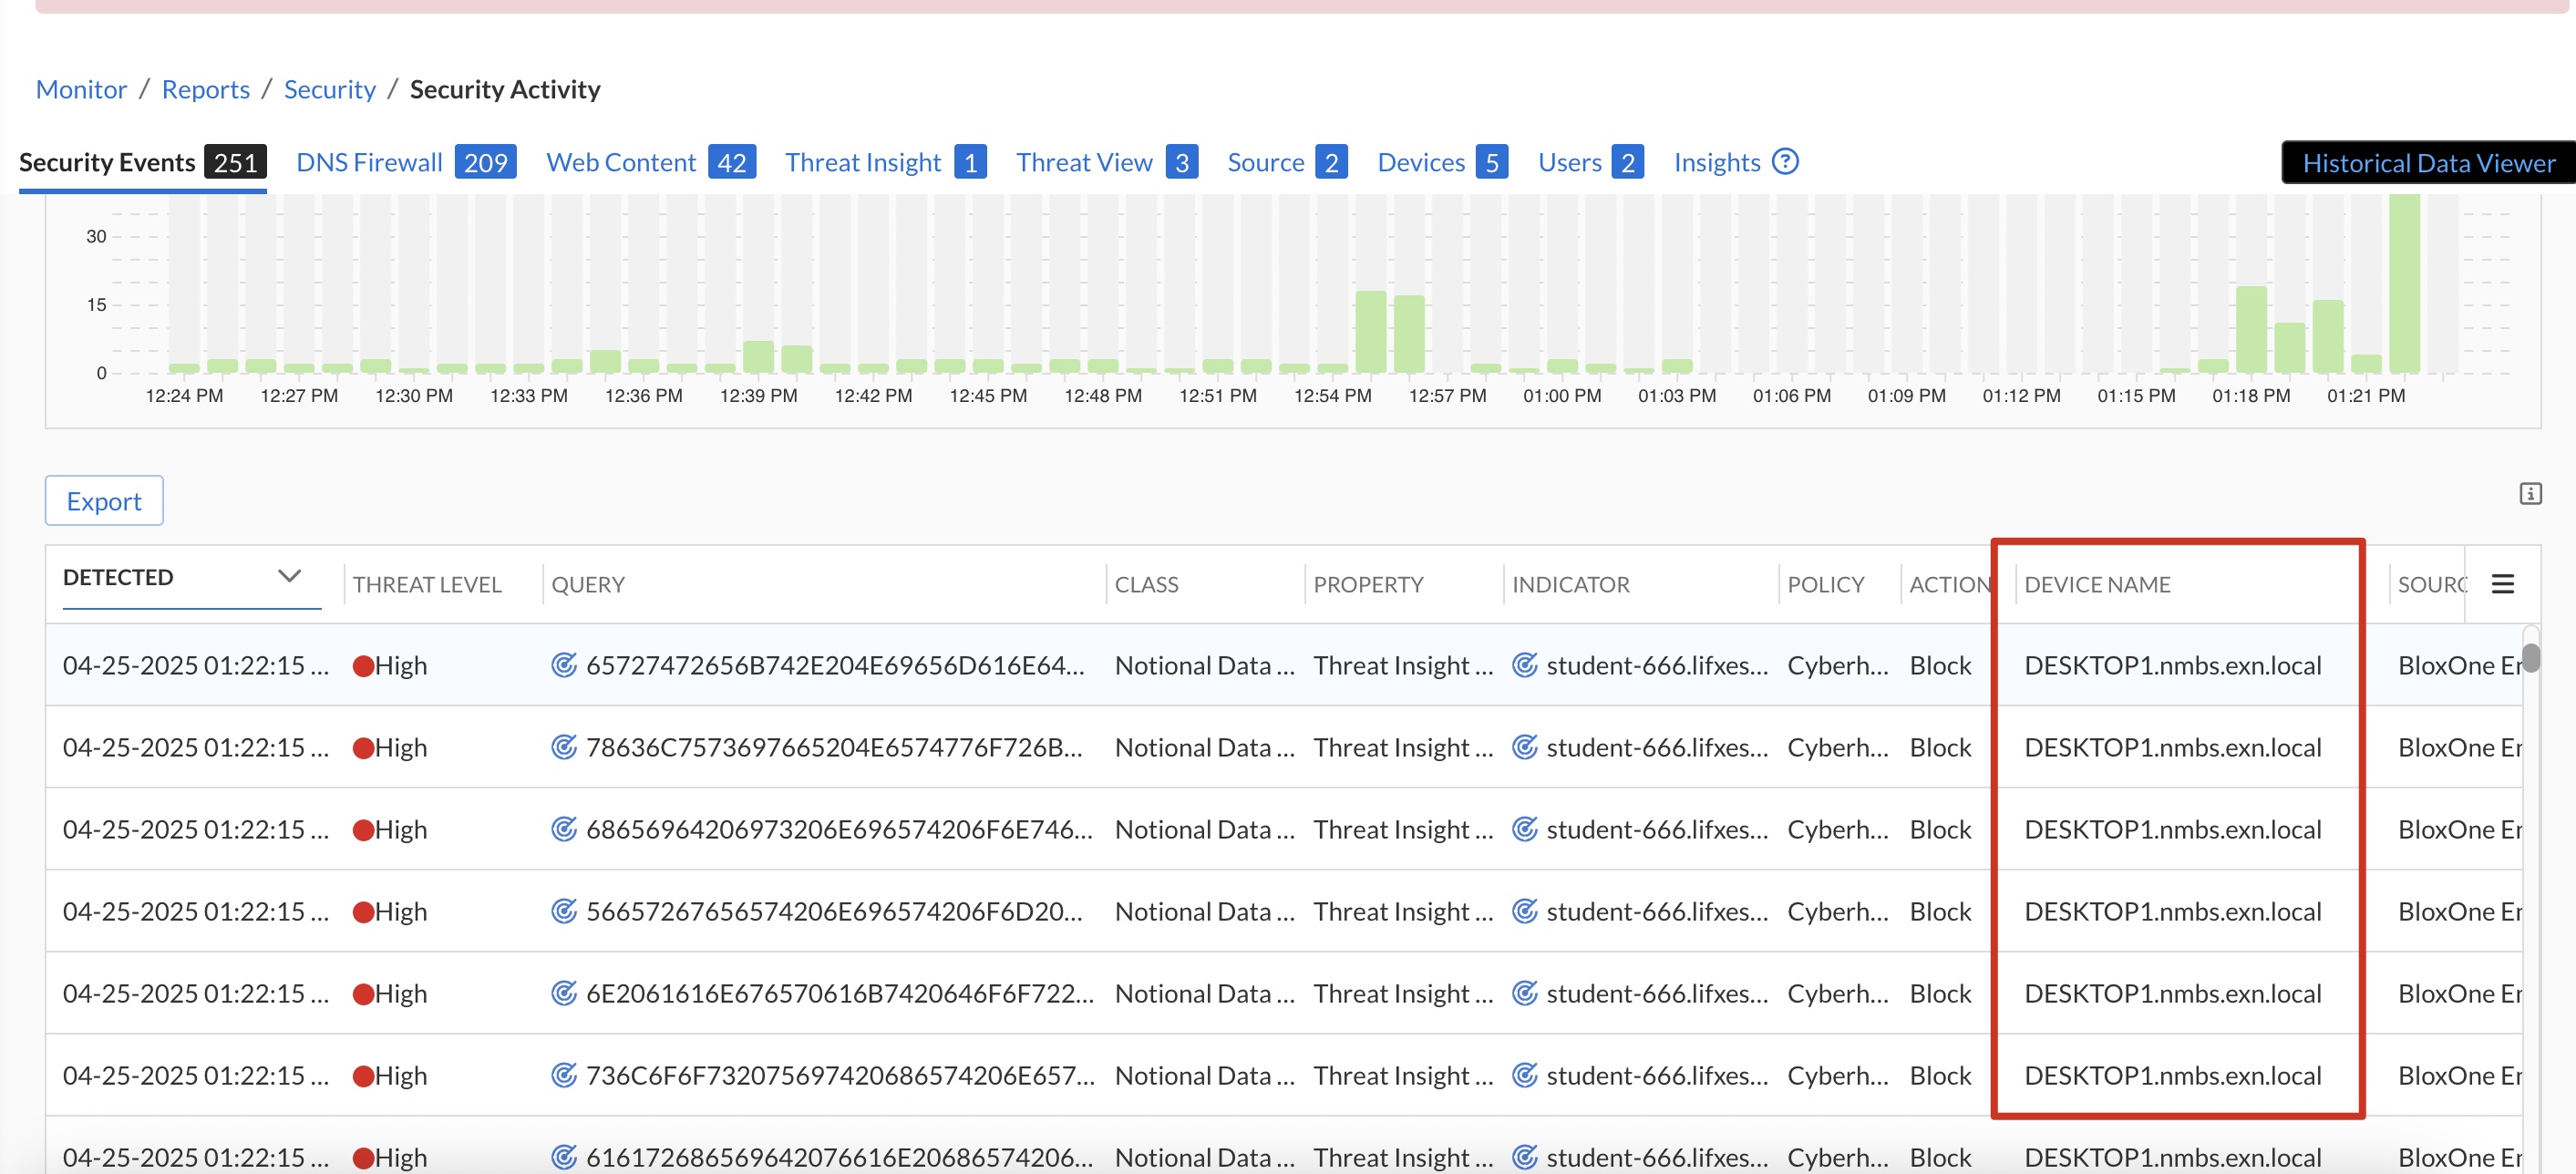 Monitor / Reports / Security / Security Activity
Security Events 251 DNS Firewall 209 Web Content 42 Threat Insight 1 Threat View 3 Source 2 Devices 5 Users 2 Insights ? Historical Data Viewer
30
15
0
12:24 PM 12:27 PM 12:30 PM 12:33 PM 12:36 PM 12:39 PM 12:42 PM 12:45 PM 12:48 PM 12:51 PM 12:54 PM 12:57 PM 01:00 PM 01:03 PM 01:06 PM 01:09 PM 01:12 PM 01:15 PM 01:18 PM 01:21 PM
Export
DETECTED THREAT LEVEL QUERY CLASS PROPERTY INDICATOR POLICY ACTION DEVICE NAME SOURC
04-25-2025 01:22:15 ... High 65727472656B742E204E69656D616E64... Notional Data ... Threat Insight ... student-666.lifxes... Cyberh... Block DESKTOP1.nmbs.exn.local BloxOne Er
04-25-2025 01:22:15 ... High 78636C7573697665204E6574776F726B... Notional Data ... Threat Insight ... student-666.lifxes... Cyberh... Block DESKTOP1.nmbs.exn.local BloxOne Er
04-25-2025 01:22:15 ... High 68656964206973206E696574206F6E746... Notional Data ... Threat Insight ... student-666.lifxes... Cyberh... Block DESKTOP1.nmbs.exn.local BloxOne Er
04-25-2025 01:22:15 ... High 56657267656574206E696574206F6D20... Notional Data ... Threat Insight ... student-666.lifxes... Cyberh... Block DESKTOP1.nmbs.exn.local BloxOne Er
04-25-2025 01:22:15 ... High 6E2061616E676570616B7420646F6F722... Notional Data ... Threat Insight ... student-666.lifxes... Cyberh... Block DESKTOP1.nmbs.exn.local BloxOne Er
04-25-2025 01:22:15 ... High 736C6F6F7320756974206865742​06E657... Notional Data ... Threat Insight ... student-666.lifxes... Cyberh... Block DESKTOP1.nmbs.exn.local BloxOne Er
04-25-2025 01:22:15 ... High 616172686569642076616E20686574206... Notional Data ... Threat Insight ... student-666.lifxes... Cyberh... Block DESKTOP1.nmbs.exn.local BloxOne Er